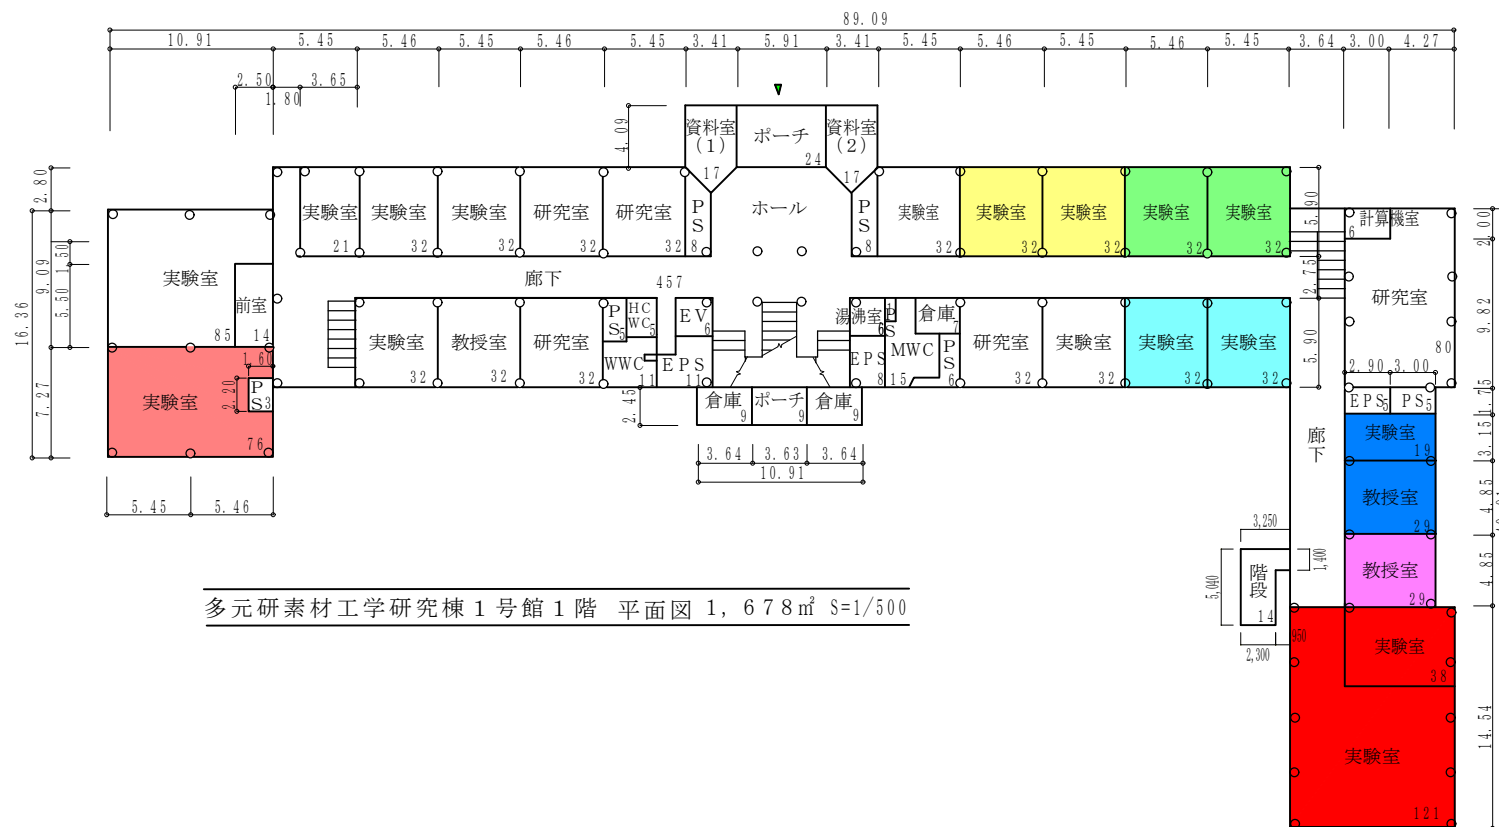 89.09
10.91 5.45 5.46 5.45 5.46 5.45 3.41 5.91 3.41 5.45 5.46 5.45 5.46 5.45 3.64 3.00 4.27
2.50 3.65
1.80
4.09
資料室
(1)
17
ポーチ
24
資料室
(2)
17
2.80
9.09
16.36
1.50
5.50
7.27
実験室
85
前室
14
実験室
21
実験室
32
実験室
32
研究室
32
研究室
32
PS
8
ホール
PS
8
実験室
32
実験室
32
実験室
32
実験室
32
実験室
32
5.90
2.75
5.90
計算機室
6
研究室
80
2.00
9.82
廊下
457
実験室
32
教授室
32
研究室
32
PS
5
HC
WC
5
WWC
11
EV
6
EPS
11
湯沸室
6
PS
1
倉庫
7
EPS
8
MWC
15
PS
6
研究室
32
実験室
32
実験室
32
実験室
32
1.60
2.20
PS
3
実験室
76
2.45
倉庫
9
ポーチ
9
倉庫
9
3.64 3.63 3.64
10.91
5.45 5.46
2.90 3.00
EPS
5
PS
5
1.75
廊下
実験室
19
3.15
教授室
29
4.85
教授室
29
4.85
3,250
1,400
5,040
階段
14
2,300
950
実験室
38
実験室
121
14.54
多元研素材工学研究棟1号館1階 平面図 1,678㎡ S=1/500